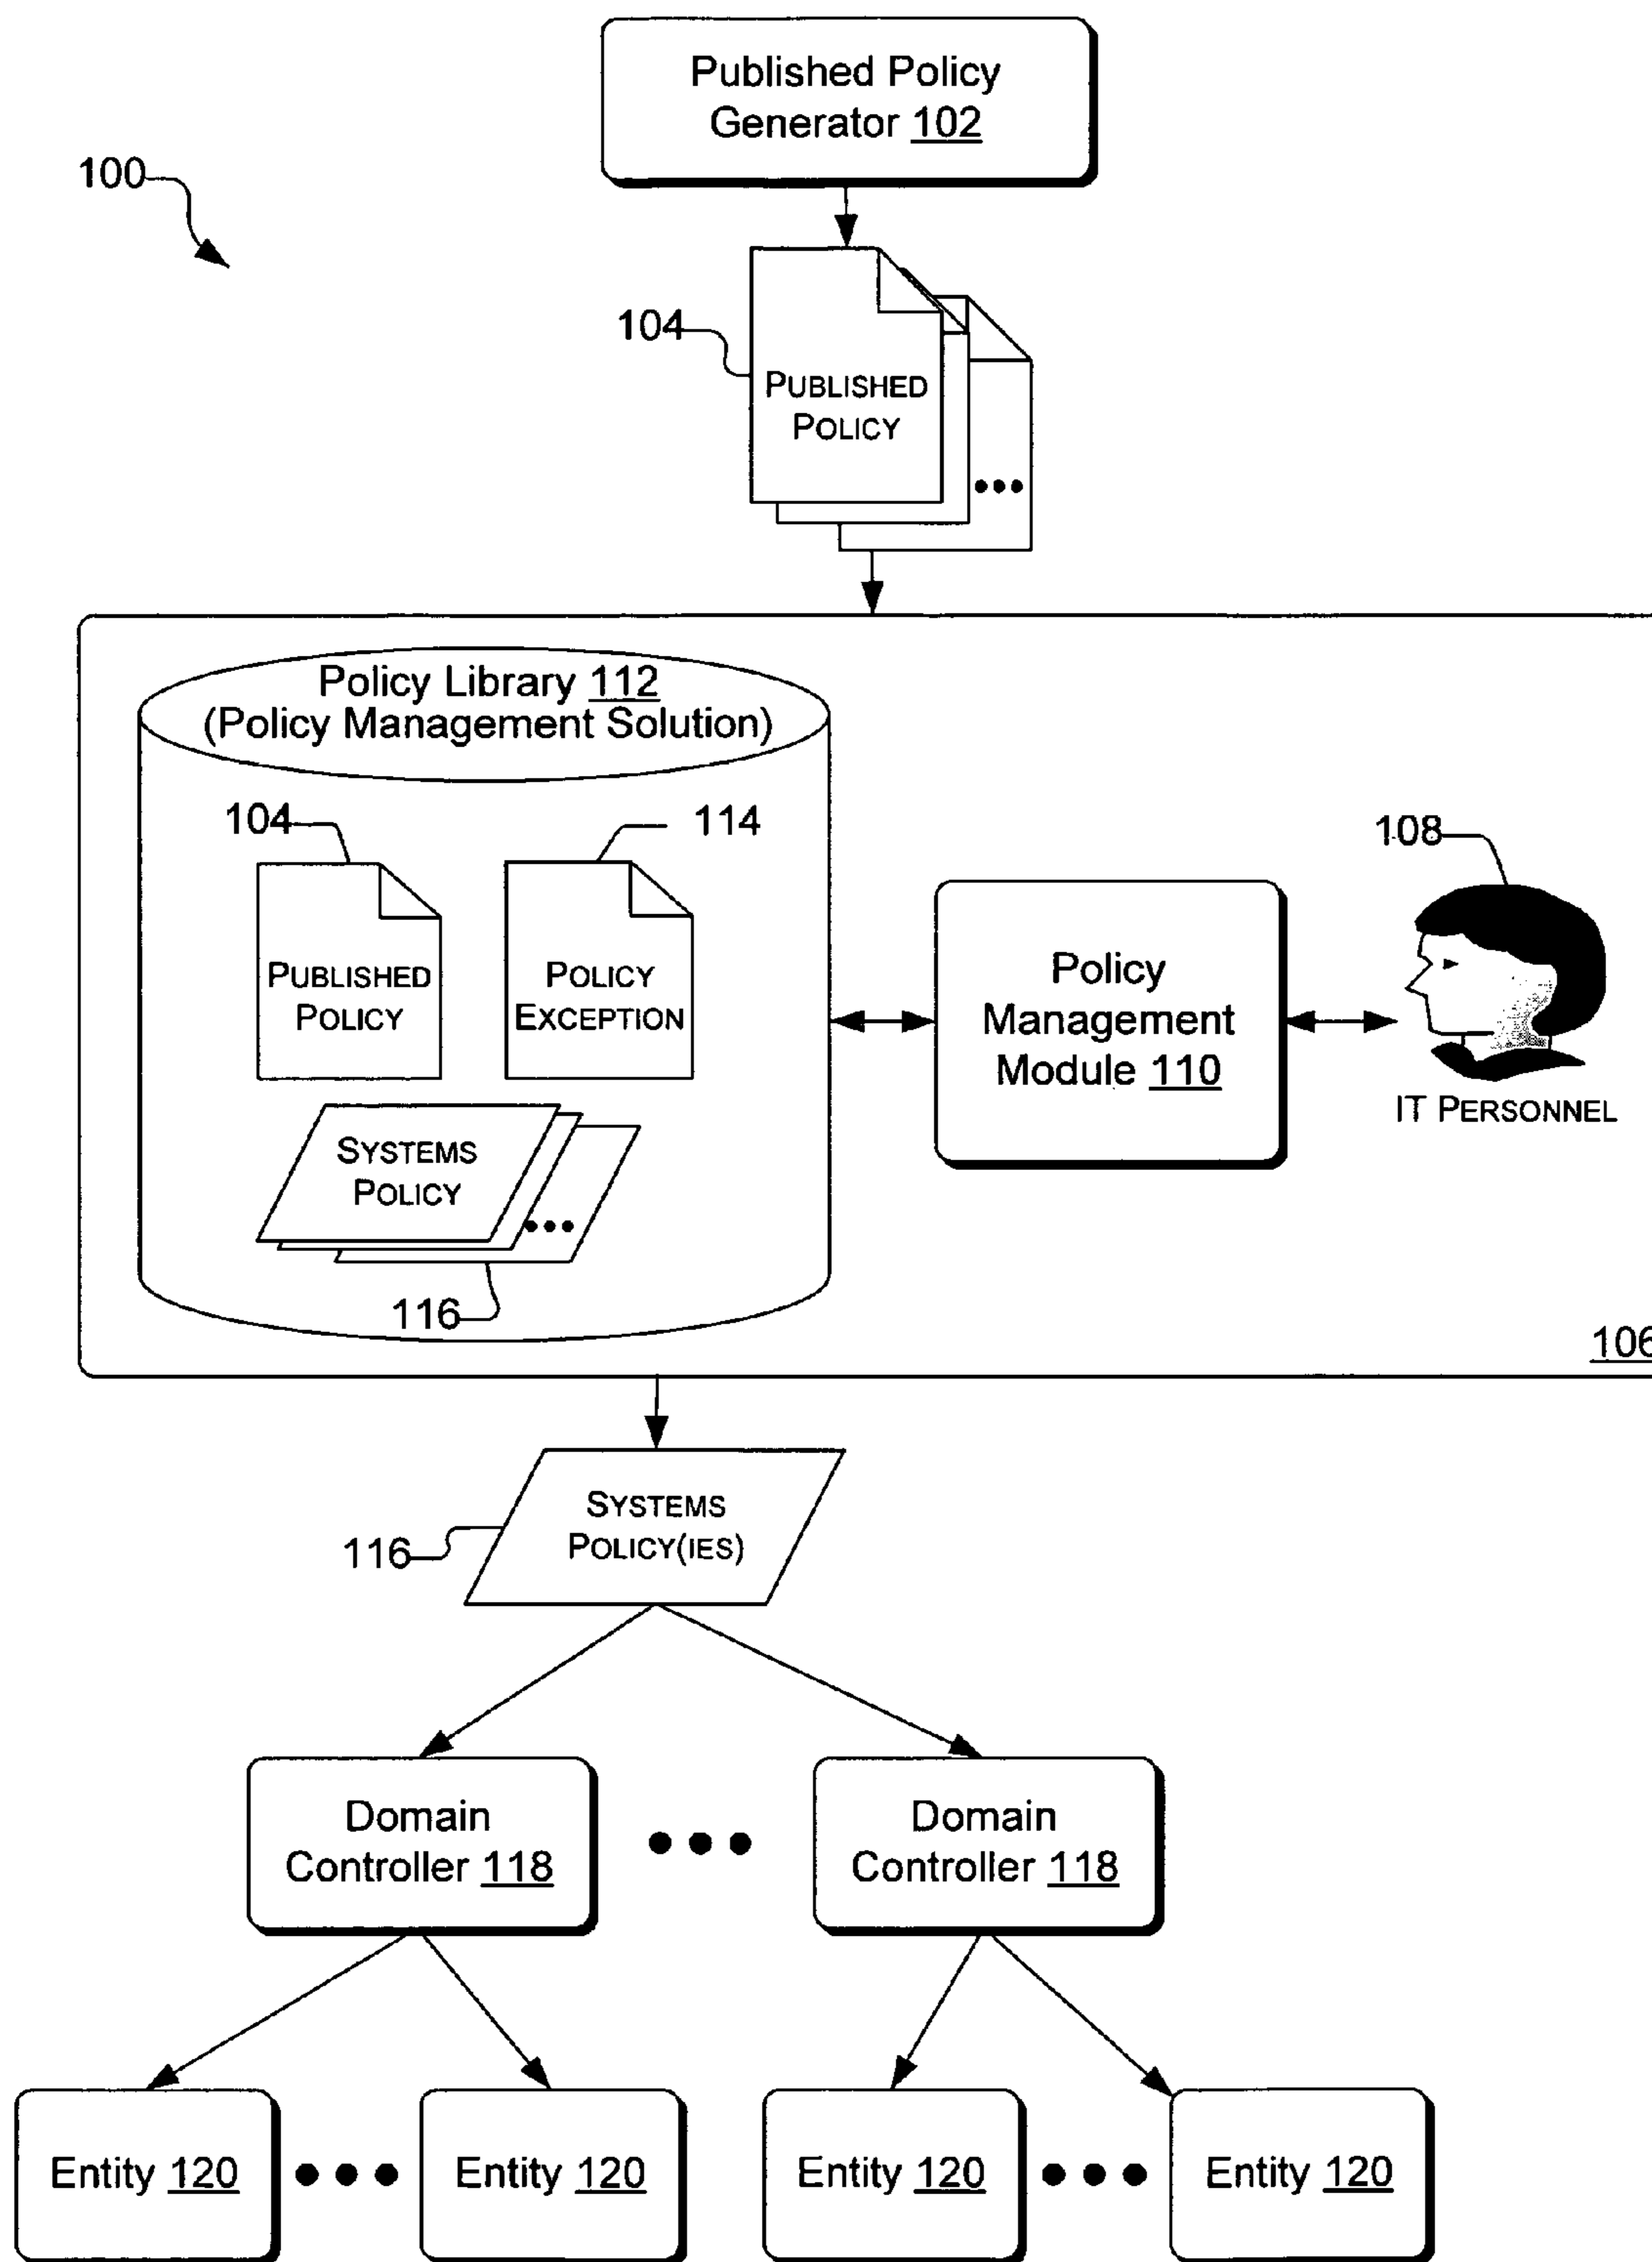 Published Policy
Generator 102
100
104
PUBLISHED
POLICY
Policy Library 112
(Policy Management Solution)
104
114
108
PUBLISHED
POLICY
POLICY
EXCEPTION
Policy
Management
Module 110
IT PERSONNEL
SYSTEMS
POLICY
116
106
SYSTEMS
POLICY(IES)
116
Domain
Controller 118
Domain
Controller 118
Entity 120
Entity 120
Entity 120
Entity 120